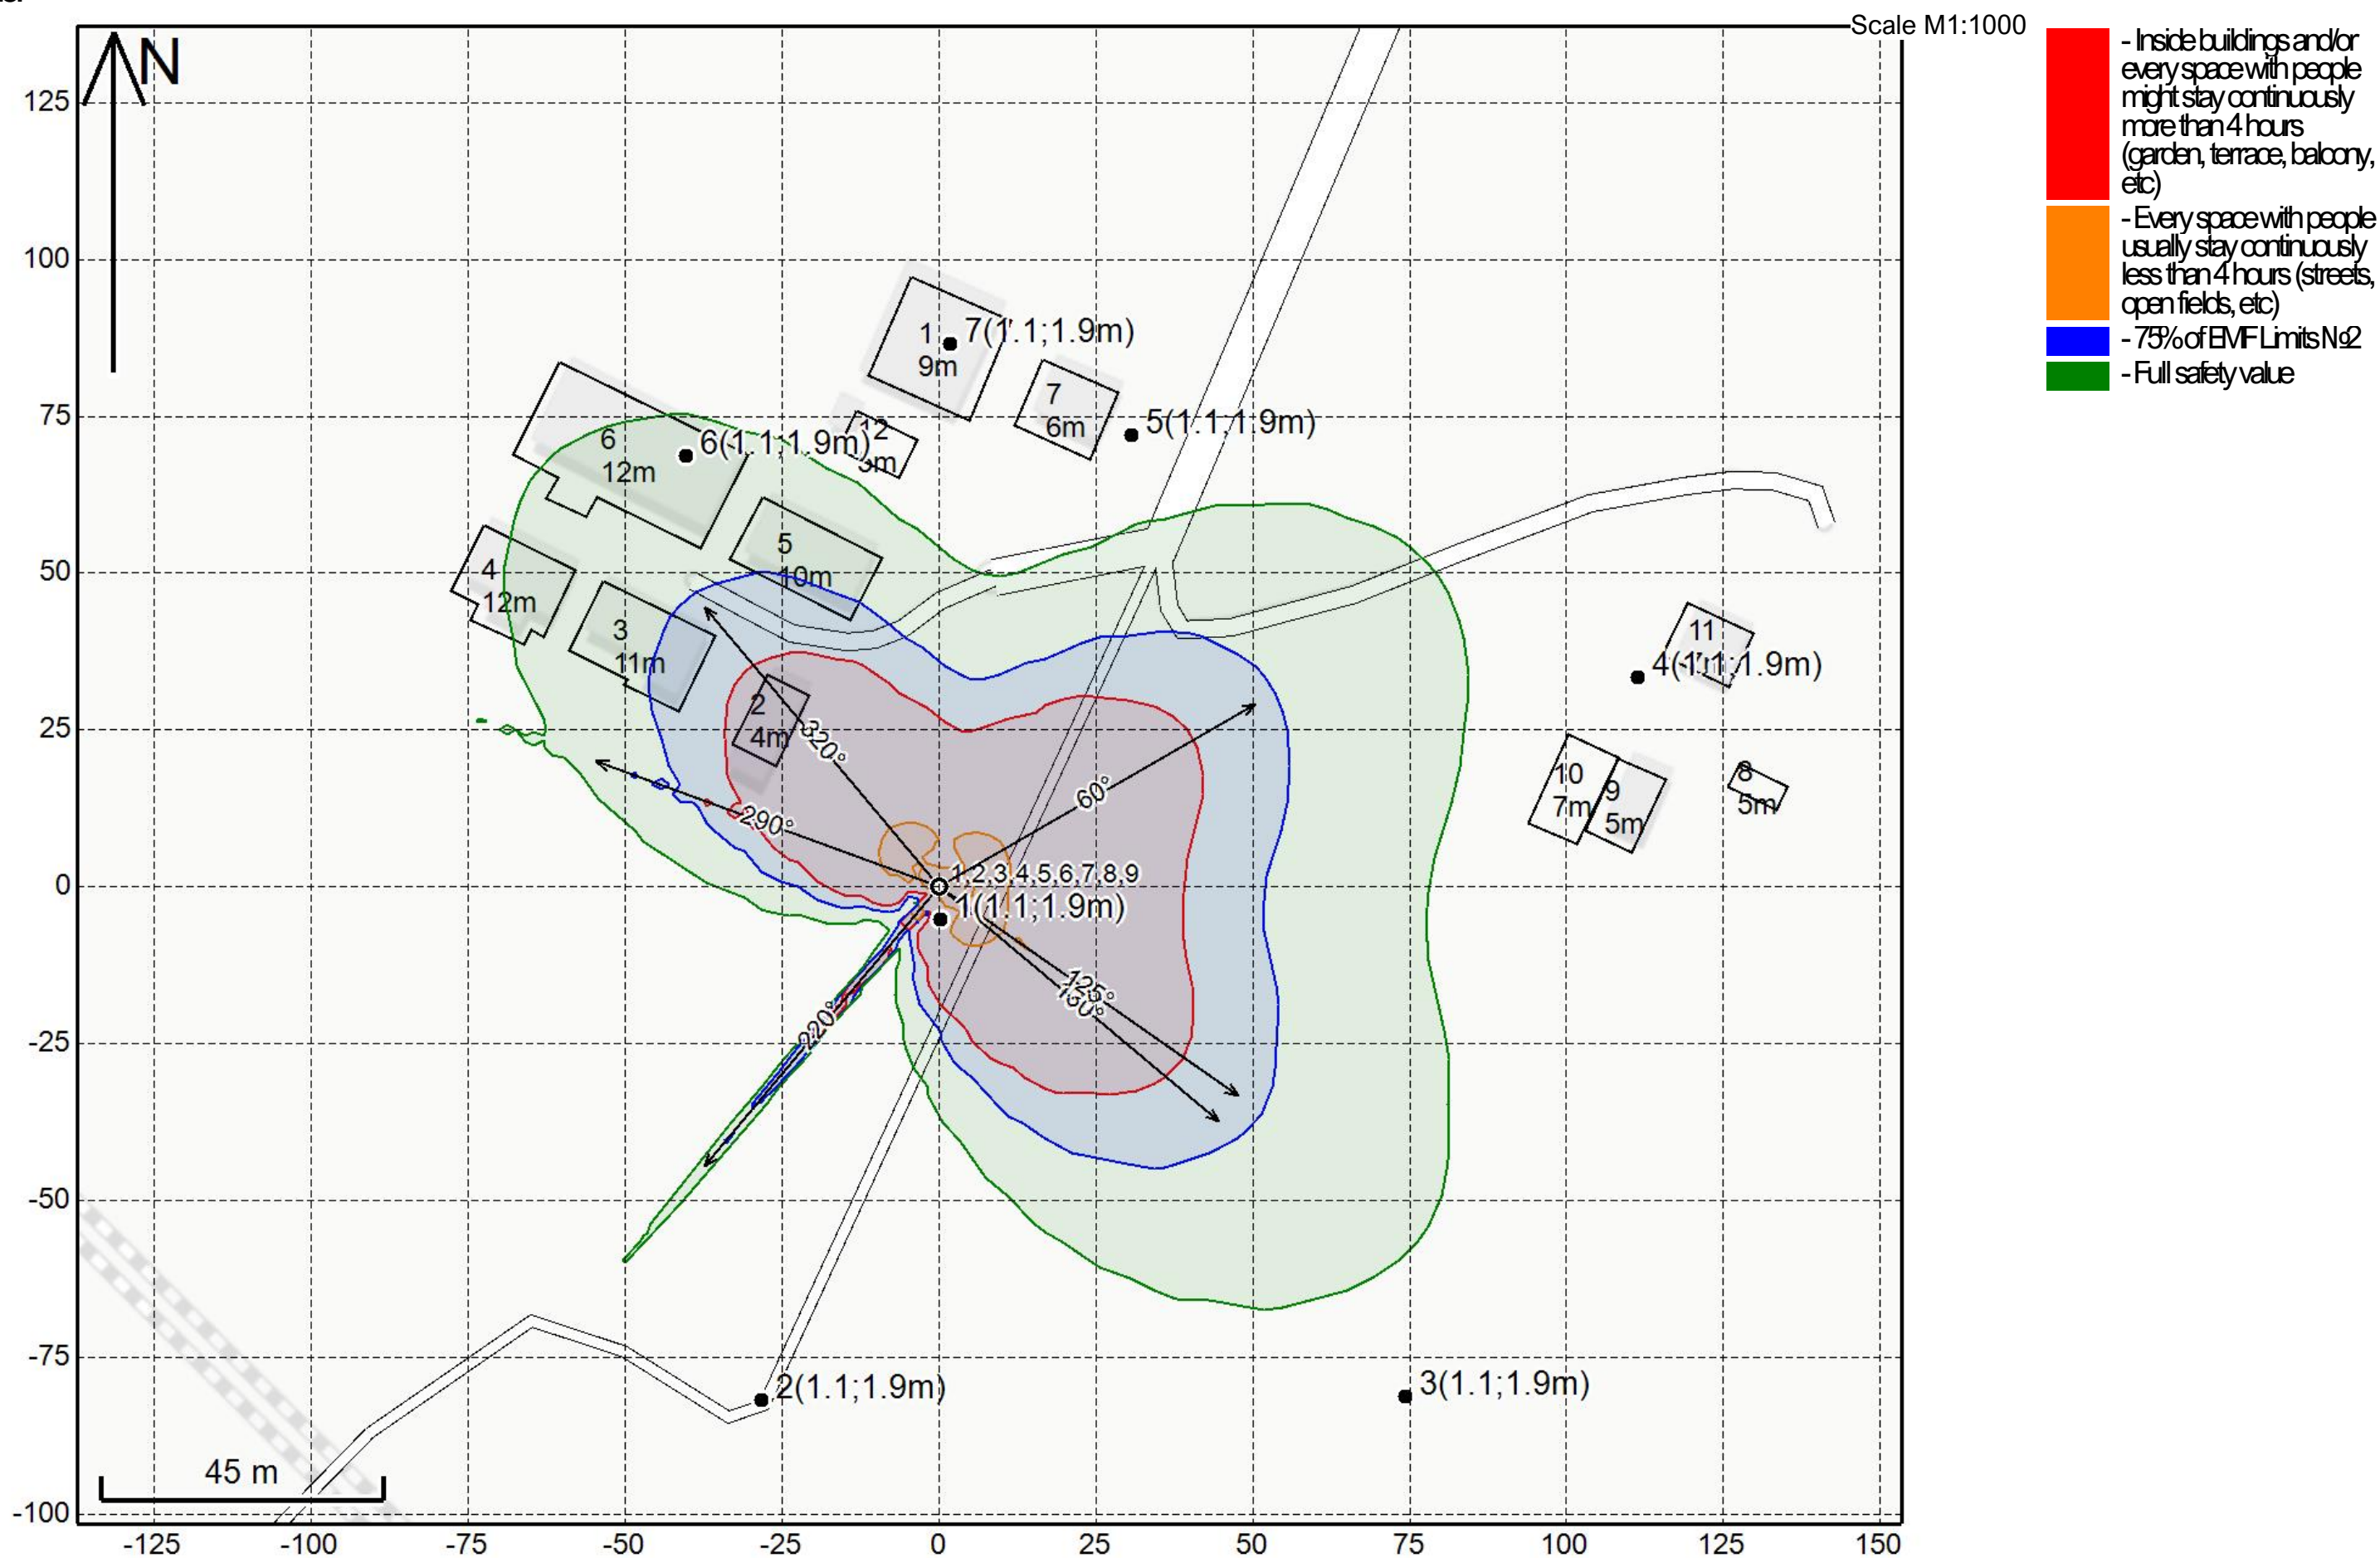 Scale M1:1000
- Inside buildings and/or
every space with people
might stay continuously
more than 4 hours
(garden, terrace, balcony,
etc)
- Every space with people
usually stay continuously
less than 4 hours (streets,
open fields, etc)
- 75% of EMF Limits №2
- Full safety value
N
125
100
75
50
25
0
-25
-50
-75
-100
-125
-100
-75
-50
-25
0
25
50
75
100
125
150
1
9m
7(1.1;1.9m)
7
6m
5(1.1;1.9m)
12
6
12m
6(1.1;1.9m)
5
10m
4
12m
3
11m
2
4m
320°
290°
60°
1,2,3,4,5,6,7,8,9
1(1.1;1.9m)
125°
220°
11
4(1.1;1.9m)
10
7m
9
5m
8
5m
2(1.1;1.9m)
3(1.1;1.9m)
45 m